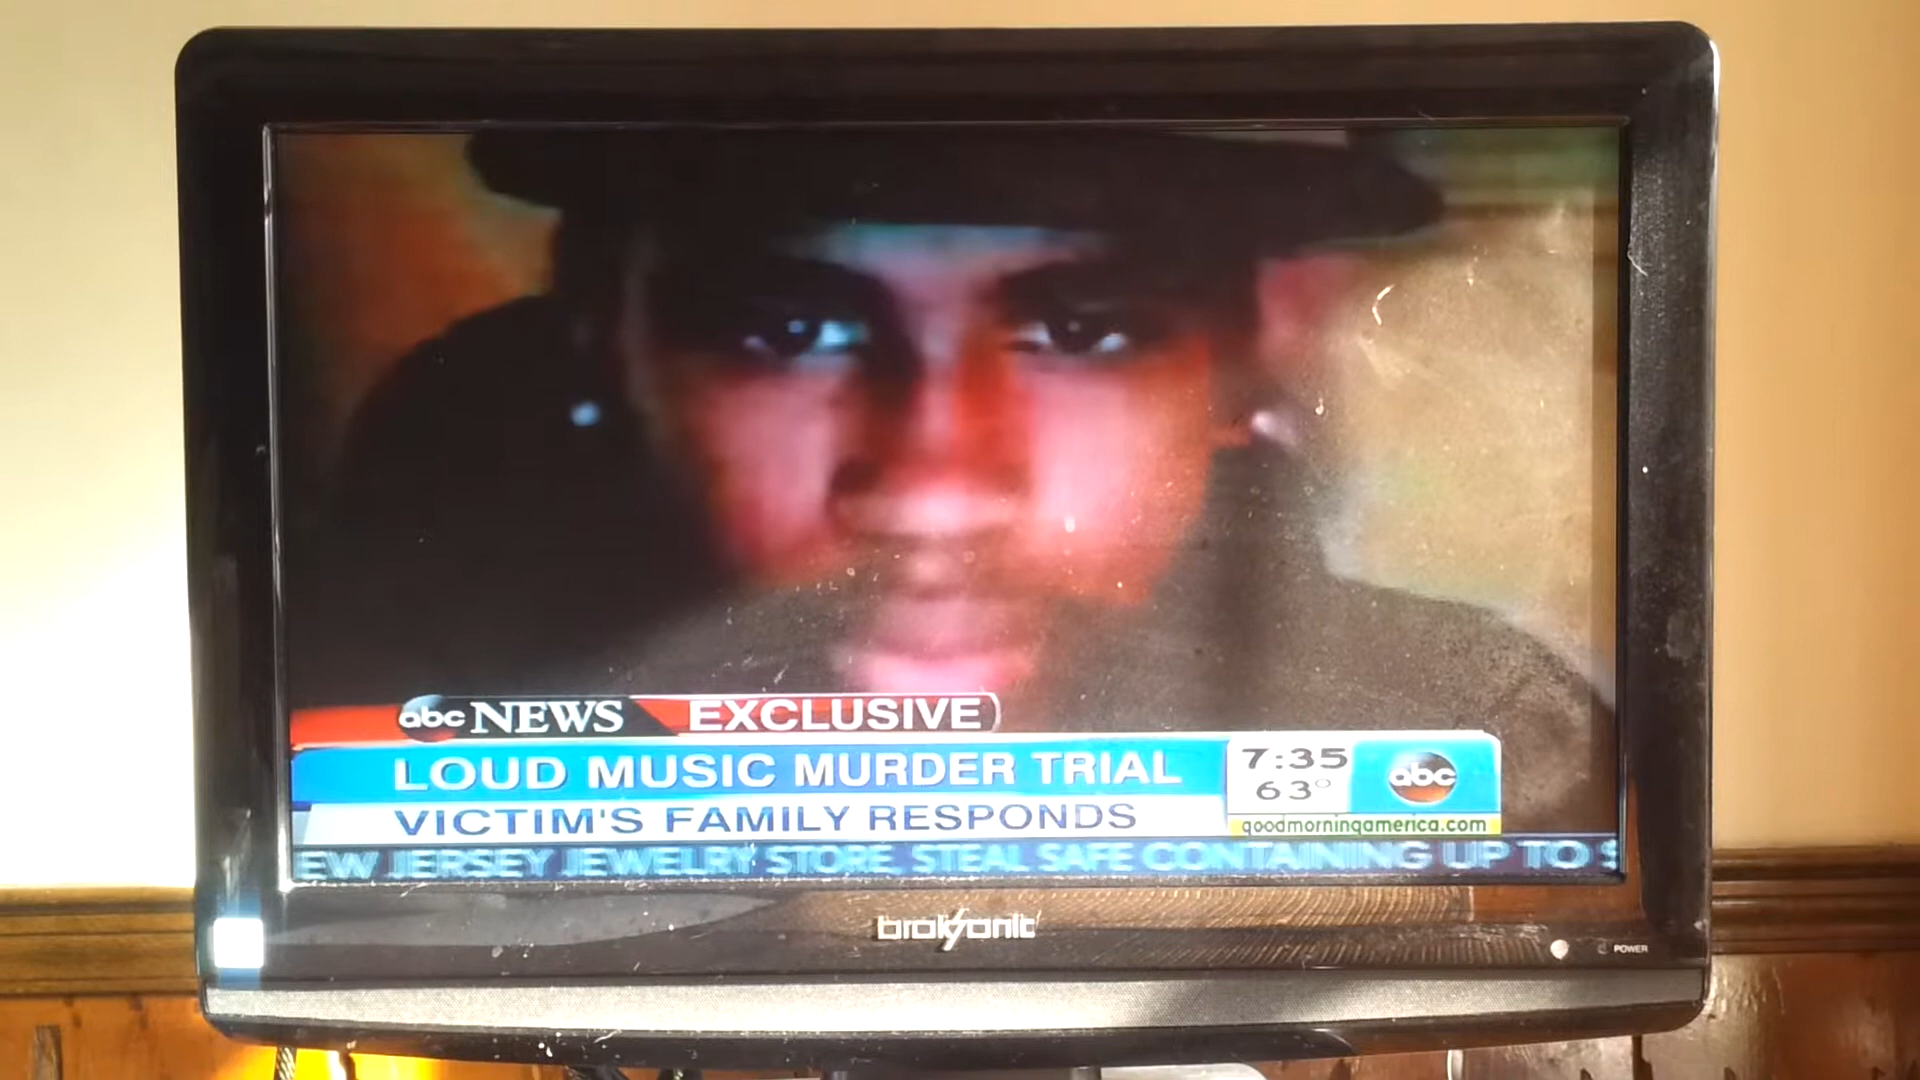 abc NEWS EXCLUSIVE
LOUD MUSIC MURDER TRIAL
VICTIM'S FAMILY RESPONDS
7:35
63°
abc
goodmorningamerica.com
EW JERSEY JEWELRY STORE, STEAL SAFE CONTAINING UP TO $
broksonic
POWER